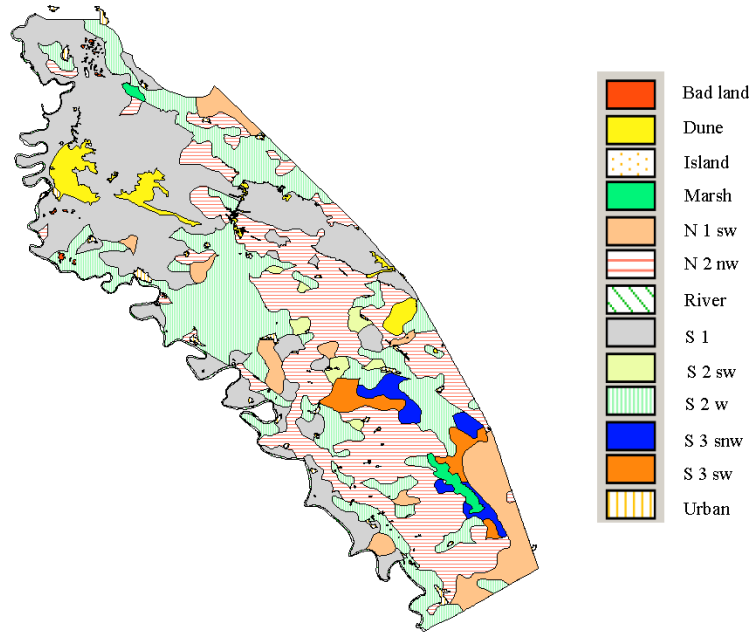 Bad land
Dune
Island
Marsh
N 1 sw
N 2 nw
River
S 1
S 2 sw
S 2 w
S 3 snw
S 3 sw
Urban